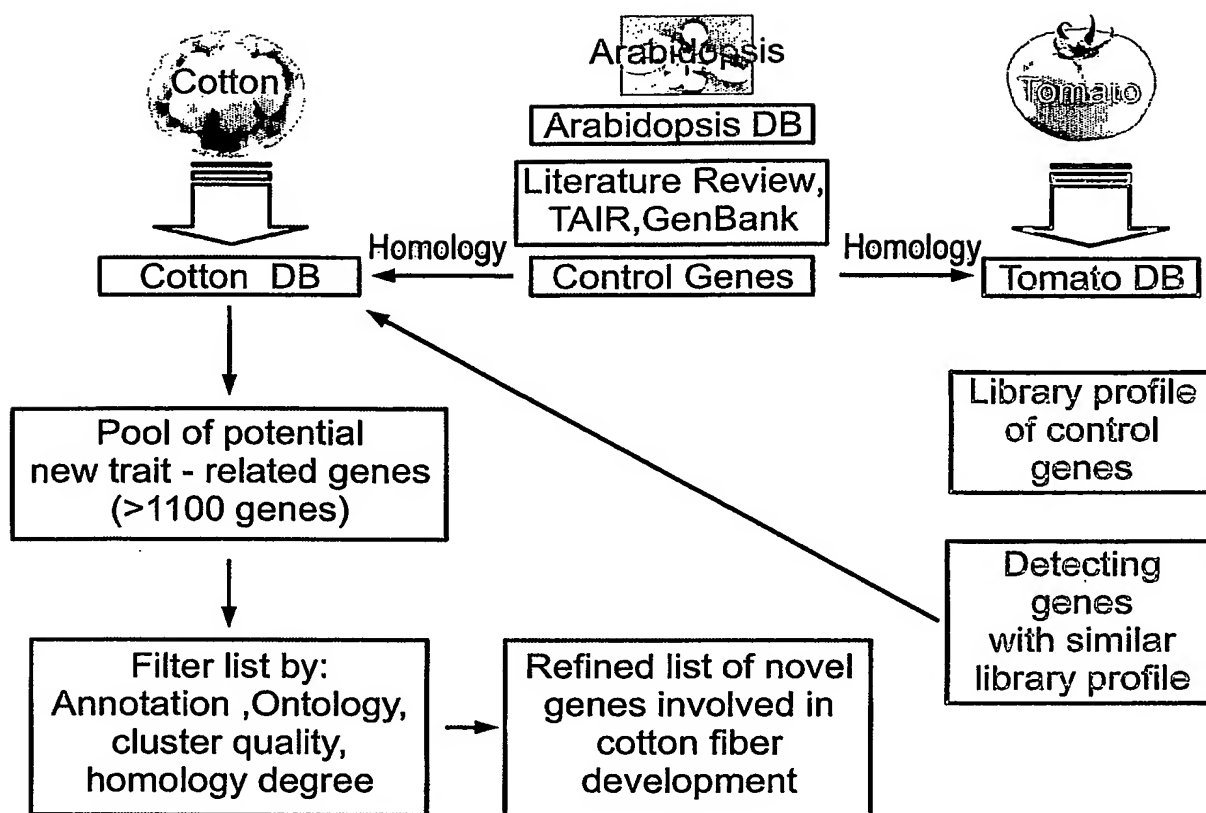 Cotton
Arabidopsis
Tomato
Arabidopsis DB
Literature Review,
TAIR,GenBank
Homology
Homology
Cotton DB
Control Genes
Tomato DB
Pool of potential
new trait - related genes
(>1100 genes)
Library profile
of control
genes
Detecting
genes
with similar
library profile
Filter list by:
Annotation ,Ontology,
cluster quality,
homology degree
Refined list of novel
genes involved in
cotton fiber
development